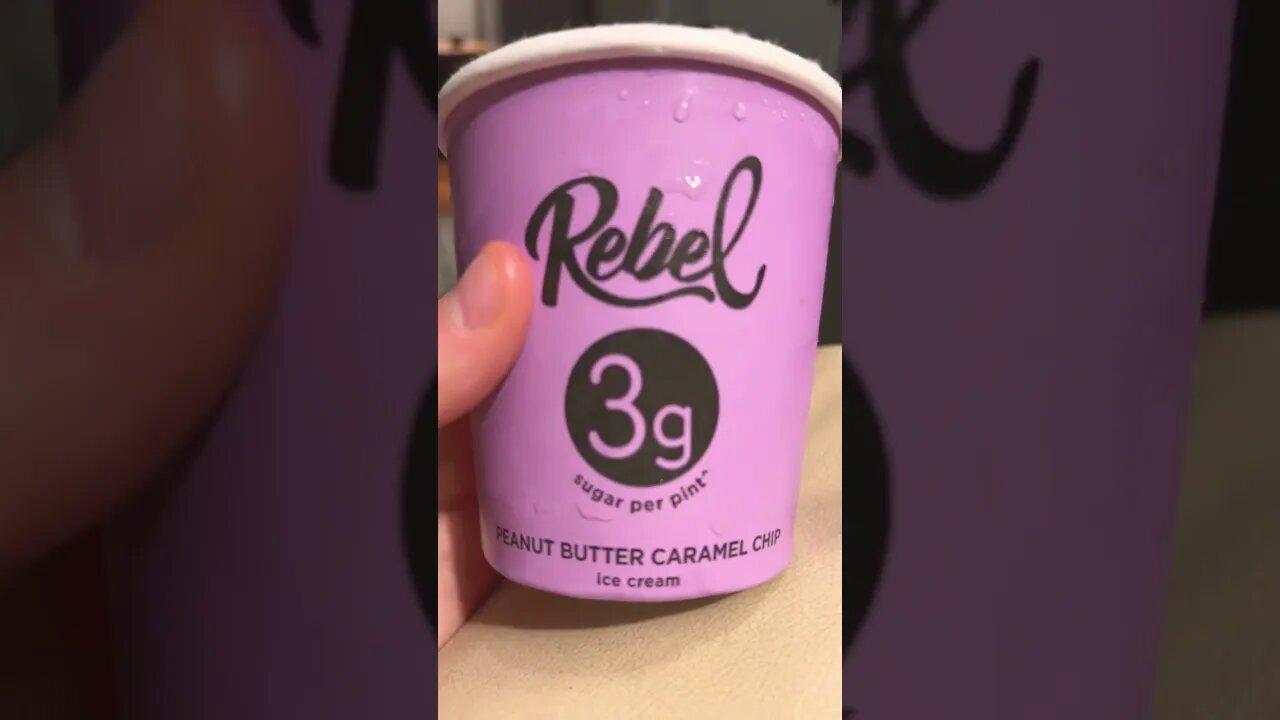 Rebel
3g
sugar per pint^
PEANUT BUTTER CARAMEL CHIP
ice cream